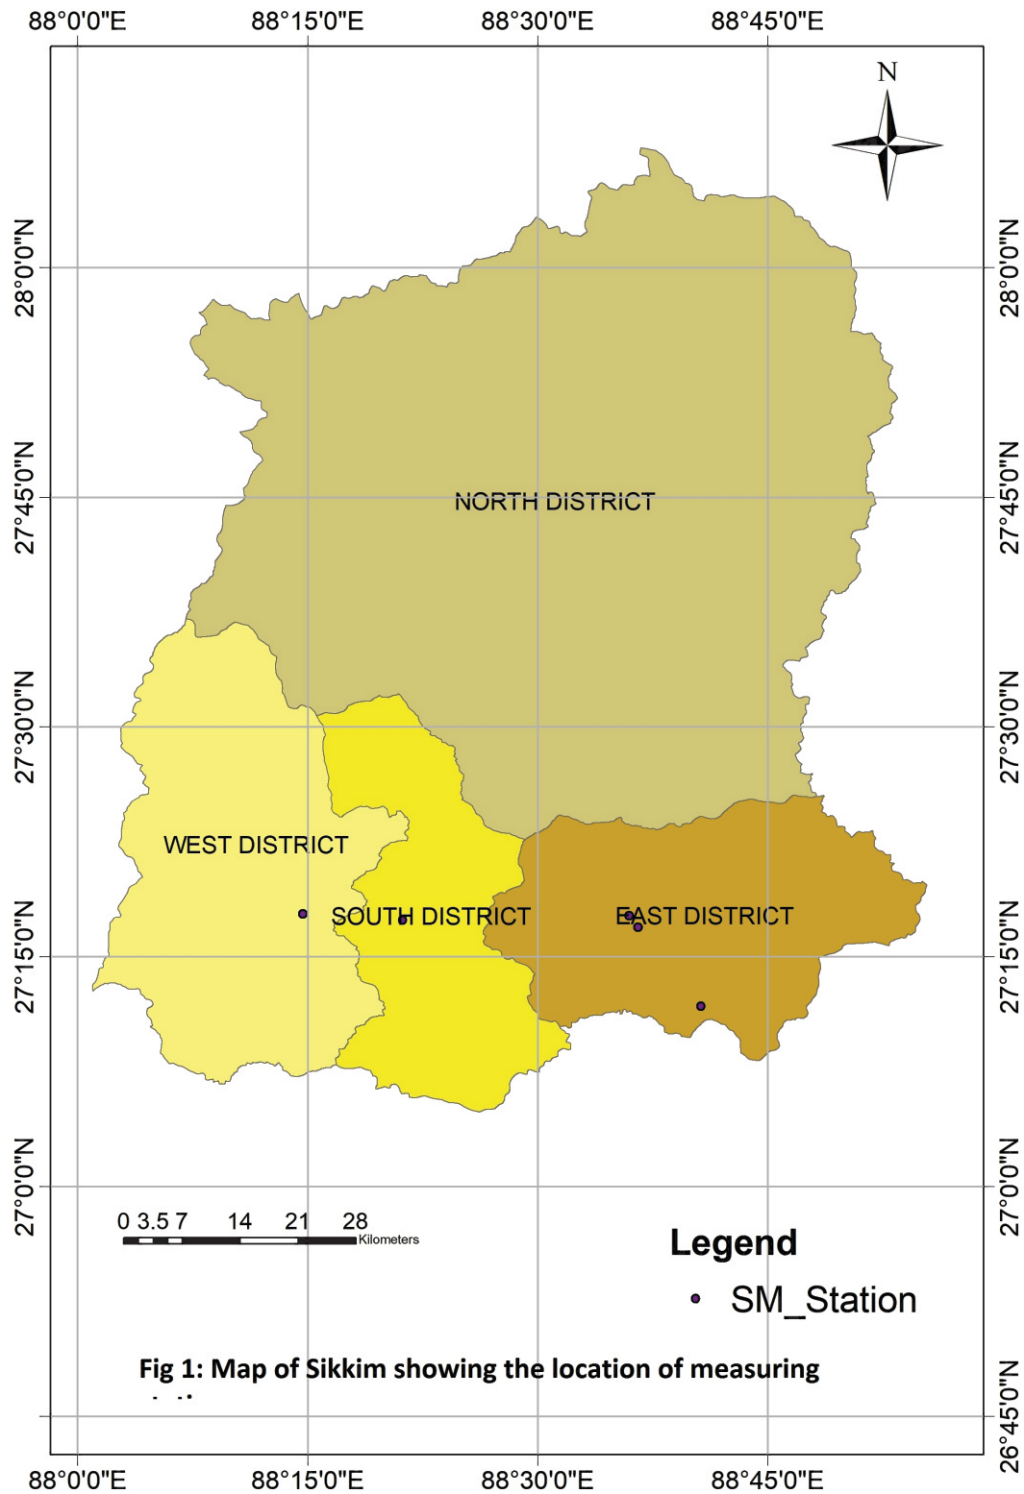 88°0'0"E 88°15'0"E 88°30'0"E 88°45'0"E
N
28°0'0"N 28°0'0"N
27°45'0"N 27°45'0"N
NORTH DISTRICT
27°30'0"N 27°30'0"N
WEST DISTRICT
SOUTH DISTRICT EAST DISTRICT
27°15'0"N 27°15'0"N
27°0'0"N 27°0'0"N
0 3.5 7 14 21 28
Kilometers
Legend
SM_Station
Fig 1: Map of Sikkim showing the location of measuring
26°45'0"N 26°45'0"N
88°0'0"E 88°15'0"E 88°30'0"E 88°45'0"E